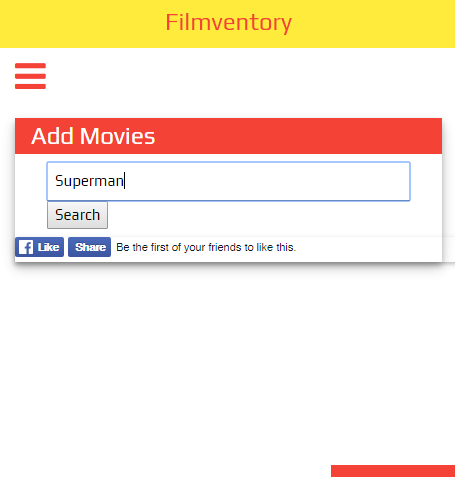 Filmventory
Add Movies
Superman
Search
Like Share Be the first of your friends to like this.